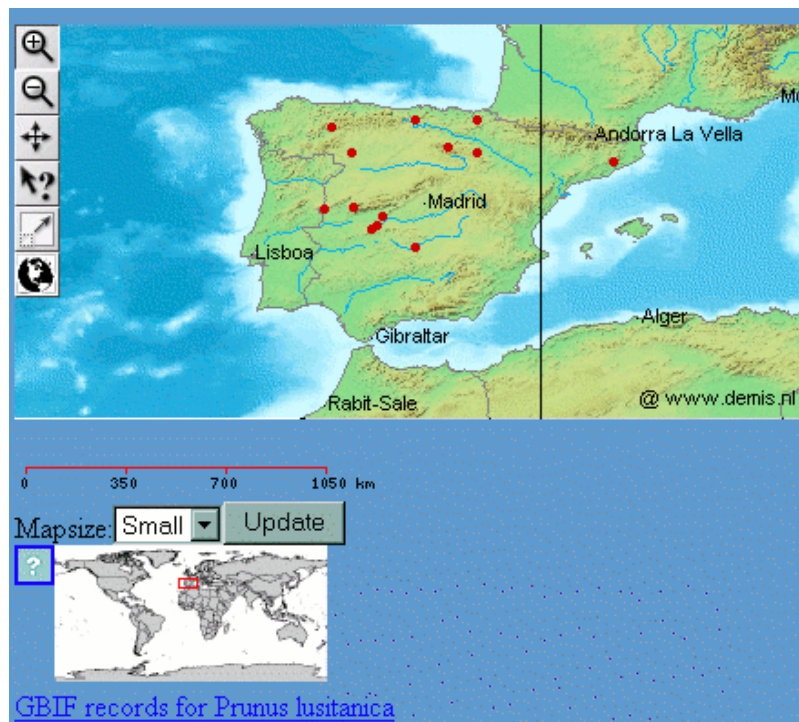 Mo
Andorra La Vella
Madrid
Lisboa
Gibraltar
Alger
Rabit-Sale
@ www.demis.nl
0 350 700 1050 km
Mapsize: Small Update
?
GBIF records for Prunus lusitanica